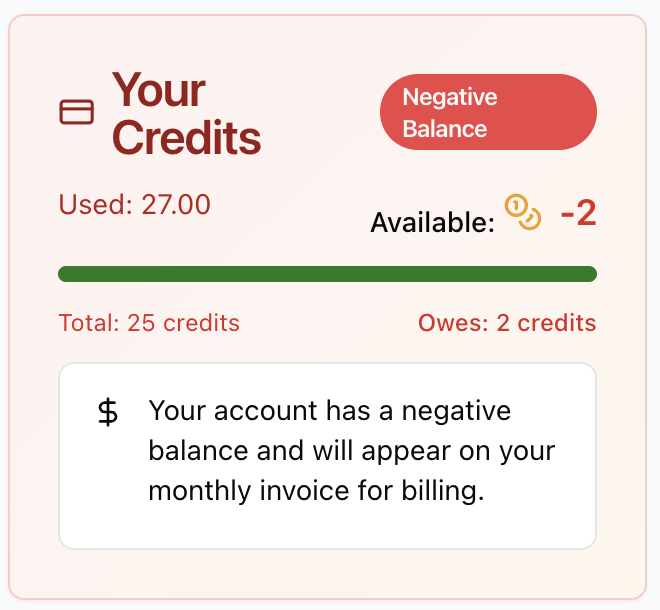 Your
Credits
Negative
Balance
Used: 27.00
Available: -2
Total: 25 credits
Owes: 2 credits
$
Your account has a negative
balance and will appear on your
monthly invoice for billing.